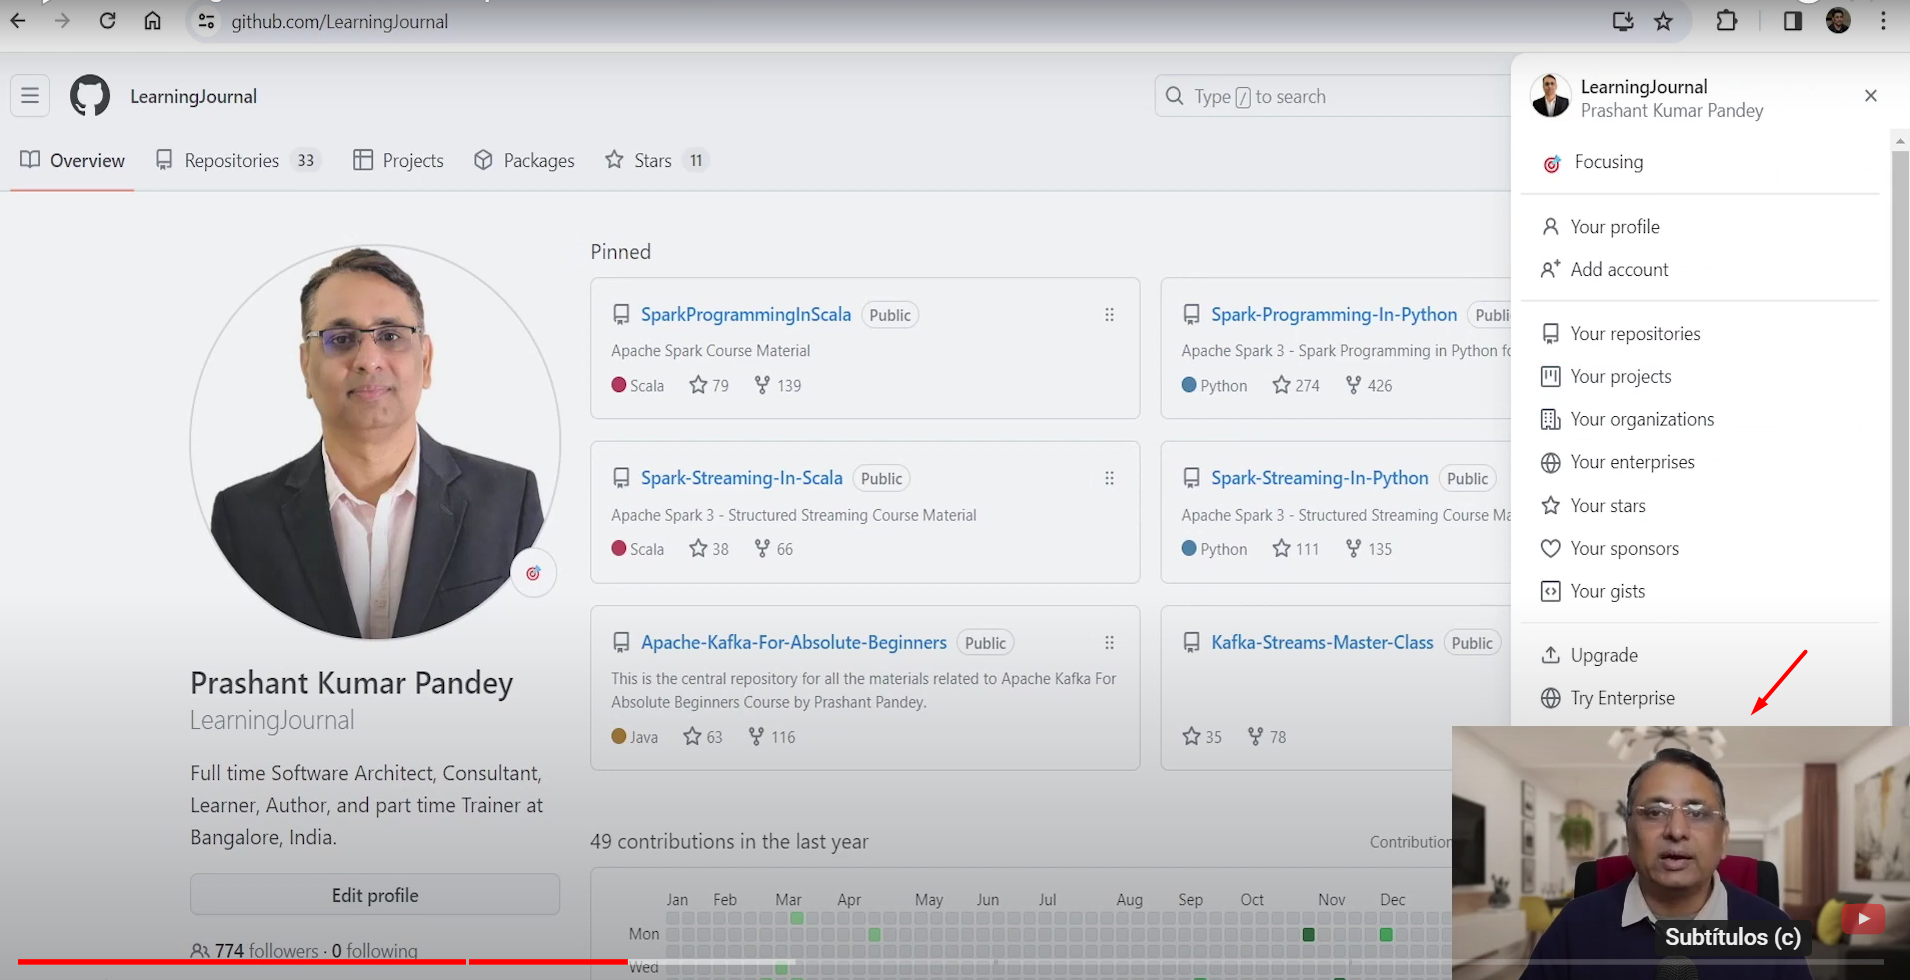 github.com/LearningJournal
LearningJournal
Type / to search
LearningJournal
Prashant Kumar Pandey
Overview
Repositories 33
Projects
Packages
Stars 11
Focusing
Your profile
Add account
Your repositories
Your projects
Your organizations
Your enterprises
Your stars
Your sponsors
Your gists
Upgrade
Try Enterprise
Pinned
SparkProgrammingInScala Public
Apache Spark Course Material
Scala 79 139
Spark-Programming-In-Python
Apache Spark 3 - Spark Programming in Python
Python 274 426
Spark-Streaming-In-Scala Public
Apache Spark 3 - Structured Streaming Course Material
Scala 38 66
Spark-Streaming-In-Python Public
Apache Spark 3 - Structured Streaming Course
Python 111 135
Apache-Kafka-For-Absolute-Beginners Public
This is the central repository for all the materials related to Apache Kafka For
Absolute Beginners Course by Prashant Pandey.
Java 63 116
Kafka-Streams-Master-Class Public
35 78
Prashant Kumar Pandey
LearningJournal
Full time Software Architect, Consultant,
Learner, Author, and part time Trainer at
Bangalore, India.
Edit profile
774 followers · 0 following
49 contributions in the last year
Contribution
Jan Feb Mar Apr May Jun Jul Aug Sep Oct Nov Dec
Mon
Wed
Subtítulos (c)